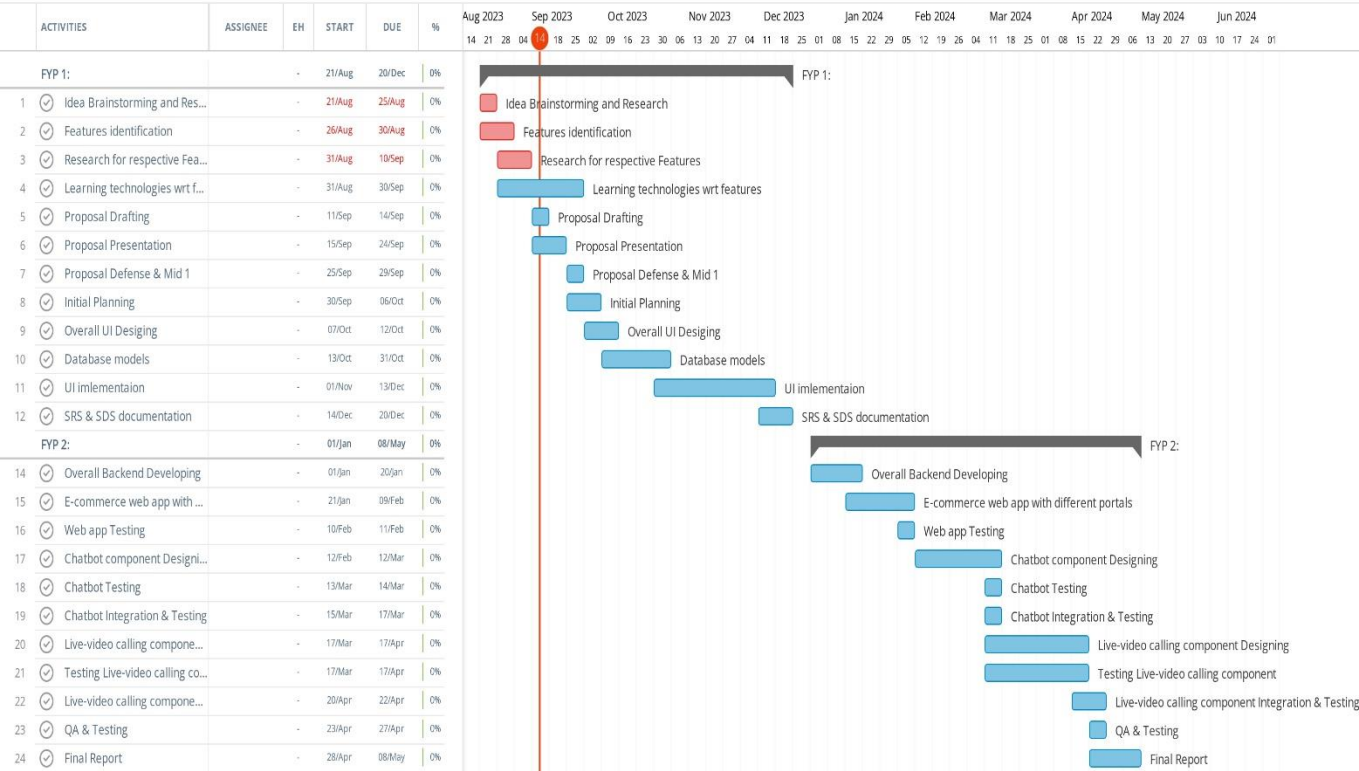 ACTIVITIES ASSIGNEE EH START DUE % Aug 2023 Sep 2023 Oct 2023 Nov 2023 Dec 2023 Jan 2024 Feb 2024 Mar 2024 Apr 2024 May 2024 Jun 2024
14 21 28 04 14 18 25 02 09 16 23 30 06 13 20 27 04 11 18 25 01 08 15 22 29 05 12 19 26 04 11 18 25 01 08 15 22 29 06 13 20 27 03 10 17 24 01
FYP 1: - 21/Aug 20/Dec 0% FYP 1:
1 Idea Brainstorming and Res... - 21/Aug 25/Aug 0% Idea Brainstorming and Research
2 Features identification - 26/Aug 30/Aug 0% Features identification
3 Research for respective Fea... - 31/Aug 10/Sep 0% Research for respective Features
4 Learning technologies wrt f... - 31/Aug 30/Sep 0% Learning technologies wrt features
5 Proposal Drafting - 11/Sep 14/Sep 0% Proposal Drafting
6 Proposal Presentation - 15/Sep 24/Sep 0% Proposal Presentation
7 Proposal Defense & Mid 1 - 25/Sep 29/Sep 0% Proposal Defense & Mid 1
8 Initial Planning - 30/Sep 06/Oct 0% Initial Planning
9 Overall UI Desiging - 07/Oct 12/Oct 0% Overall UI Desiging
10 Database models - 13/Oct 31/Oct 0% Database models
11 UI imlementaion - 01/Nov 13/Dec 0% UI imlementaion
12 SRS & SDS documentation - 14/Dec 20/Dec 0% SRS & SDS documentation
FYP 2: - 01/Jan 08/May 0% FYP 2:
14 Overall Backend Developing - 01/Jan 20/Jan 0% Overall Backend Developing
15 E-commerce web app with ... - 21/Jan 09/Feb 0% E-commerce web app with different portals
16 Web app Testing - 10/Feb 11/Feb 0% Web app Testing
17 Chatbot component Designi... - 12/Feb 12/Mar 0% Chatbot component Designing
18 Chatbot Testing - 13/Mar 14/Mar 0% Chatbot Testing
19 Chatbot Integration & Testing - 15/Mar 17/Mar 0% Chatbot Integration & Testing
20 Live-video calling compone... - 17/Mar 17/Apr 0% Live-video calling component Designing
21 Testing Live-video calling co... - 17/Mar 17/Apr 0% Testing Live-video calling component
22 Live-video calling compone... - 20/Apr 22/Apr 0% Live-video calling component Integration & Testing
23 QA & Testing - 23/Apr 27/Apr 0% QA & Testing
24 Final Report - 28/Apr 08/May 0% Final Report